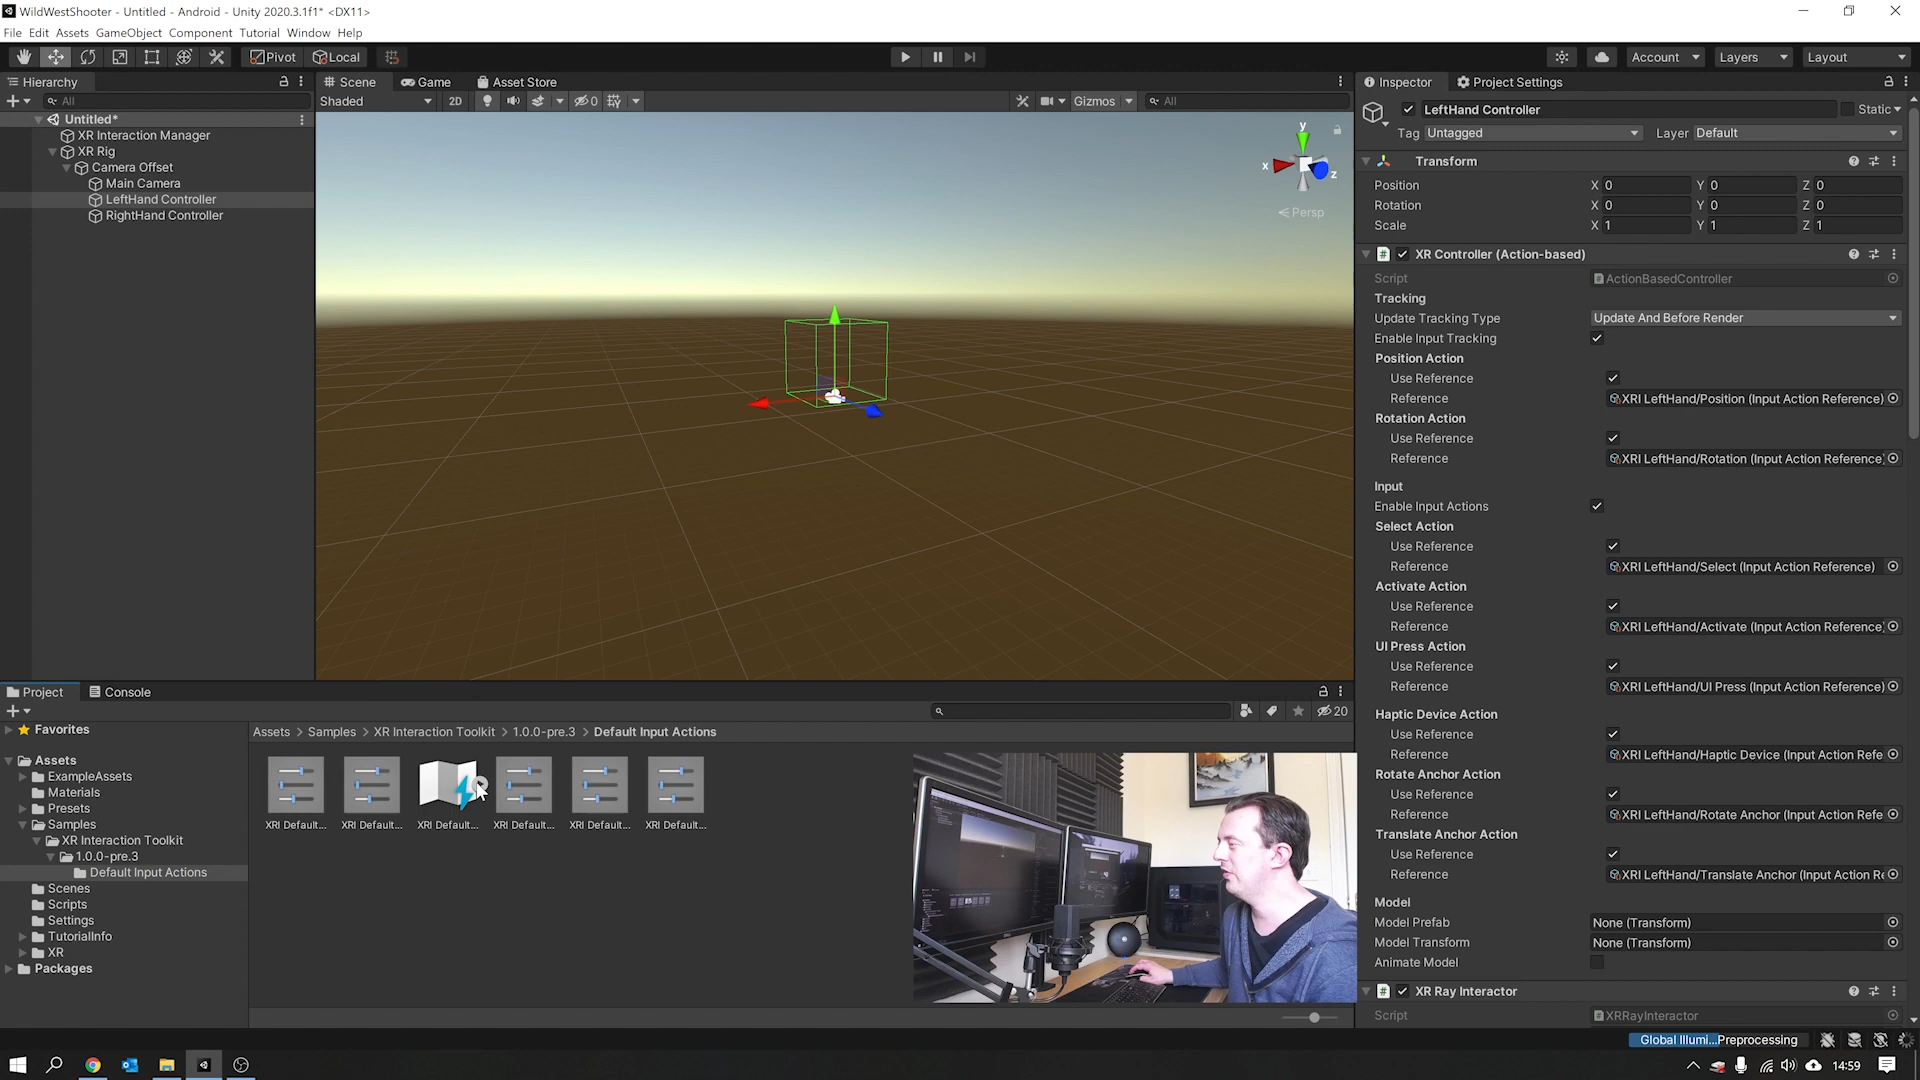 WildWestShooter - Untitled - Android - Unity 2020.3.1f1* <DX11>
File Edit Assets GameObject Component Tutorial Window Help
Pivot Local Account Layers Layout
Hierarchy
All
Untitled*
XR Interaction Manager
XR Rig
Camera Offset
Main Camera
LeftHand Controller
RightHand Controller
Scene Game Asset Store
Shaded 2D 0 Gizmos All
y
x
z
Persp
Inspector Project Settings
LeftHand Controller Static
Tag Untagged Layer Default
Transform
Position X 0 Y 0 Z 0
Rotation X 0 Y 0 Z 0
Scale X 1 Y 1 Z 1
XR Controller (Action-based)
Script ActionBasedController
Tracking
Update Tracking Type Update And Before Render
Enable Input Tracking
Position Action
Use Reference
Reference XRI LeftHand/Position (Input Action Reference)
Rotation Action
Use Reference
Reference XRI LeftHand/Rotation (Input Action Reference
Input
Enable Input Actions
Select Action
Use Reference
Reference XRI LeftHand/Select (Input Action Reference)
Activate Action
Use Reference
Reference XRI LeftHand/Activate (Input Action Reference
UI Press Action
Use Reference
Reference XRI LeftHand/UI Press (Input Action Reference)
Haptic Device Action
Use Reference
Reference XRI LeftHand/Haptic Device (Input Action Refe
Rotate Anchor Action
Use Reference
Reference XRI LeftHand/Rotate Anchor (Input Action Refe
Translate Anchor Action
Use Reference
Reference XRI LeftHand/Translate Anchor (Input Action Re
Model
Model Prefab None (Transform)
Model Transform None (Transform)
Animate Model
XR Ray Interactor
Script XRRayInteractor
Project Console
20
Favorites
Assets
ExampleAssets
Materials
Presets
Samples
XR Interaction Toolkit
1.0.0-pre.3
Default Input Actions
Scenes
Scripts
Settings
TutorialInfo
XR
Packages
Assets > Samples > XR Interaction Toolkit > 1.0.0-pre.3 > Default Input Actions
XRI Default... XRI Default... XRI Default... XRI Default... XRI Default... XRI Default...
Global Illumi...Preprocessing
14:59